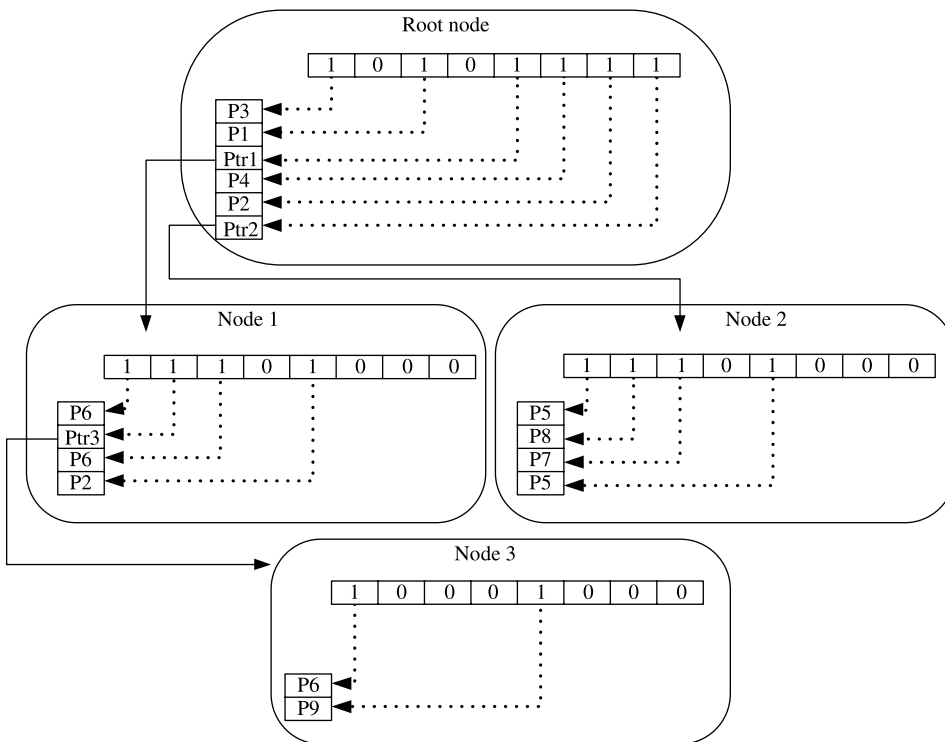 Root node
1 0 1 0 1 1 1 1
P3
P1
Ptr1
P4
P2
Ptr2
Node 1
1 1 1 0 1 0 0 0
P6
Ptr3
P6
P2
Node 2
1 1 1 0 1 0 0 0
P5
P8
P7
P5
Node 3
1 0 0 0 1 0 0 0
P6
P9